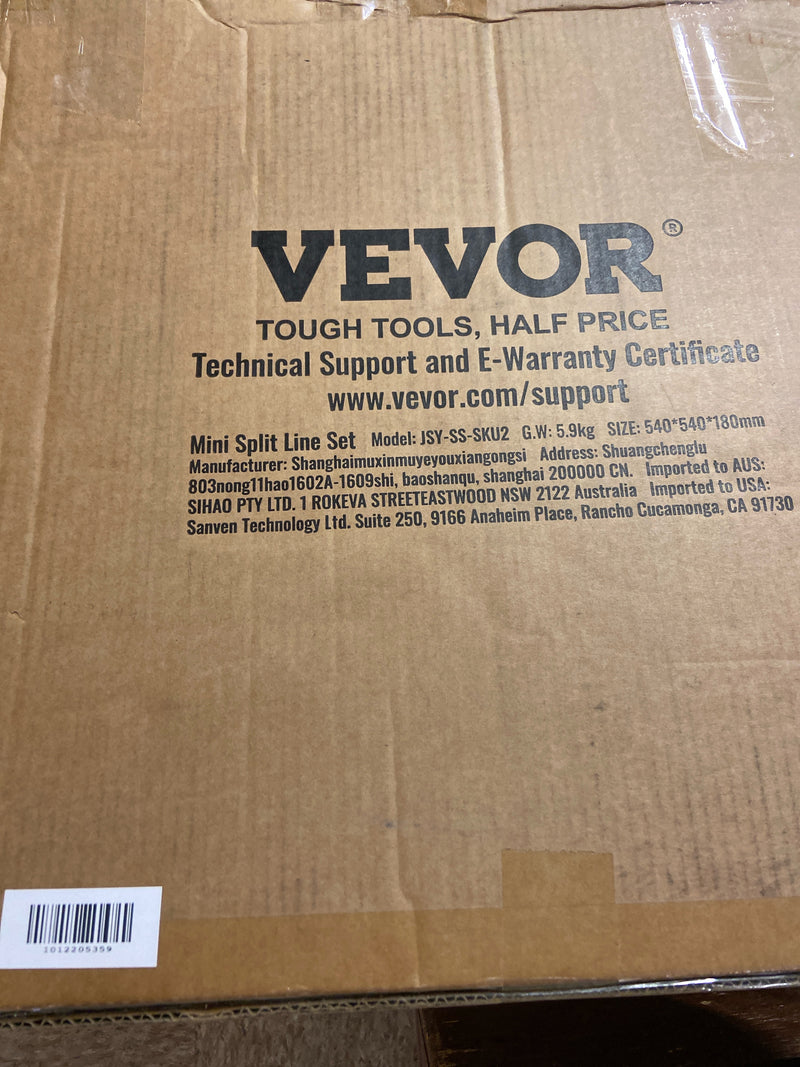 VEVOR®
TOUGH TOOLS, HALF PRICE
Technical Support and E-Warranty Certificate
www.vevor.com/support
Mini Split Line Set Model: JSY-SS-SKU2 G.W: 5.9kg SIZE: 540*540*180mm
Manufacturer: Shanghaimuxinmuyeyouxiangongsi Address: Shuangchenglu
803nong11hao1602A-1609shi, baoshanqu, shanghai 200000 CN. Imported to AUS:
SIHAO PTY LTD. 1 ROKEVA STREETEASTWOOD NSW 2122 Australia Imported to USA:
Sanven Technology Ltd. Suite 250, 9166 Anaheim Place, Rancho Cucamonga, CA 91730
1012205359